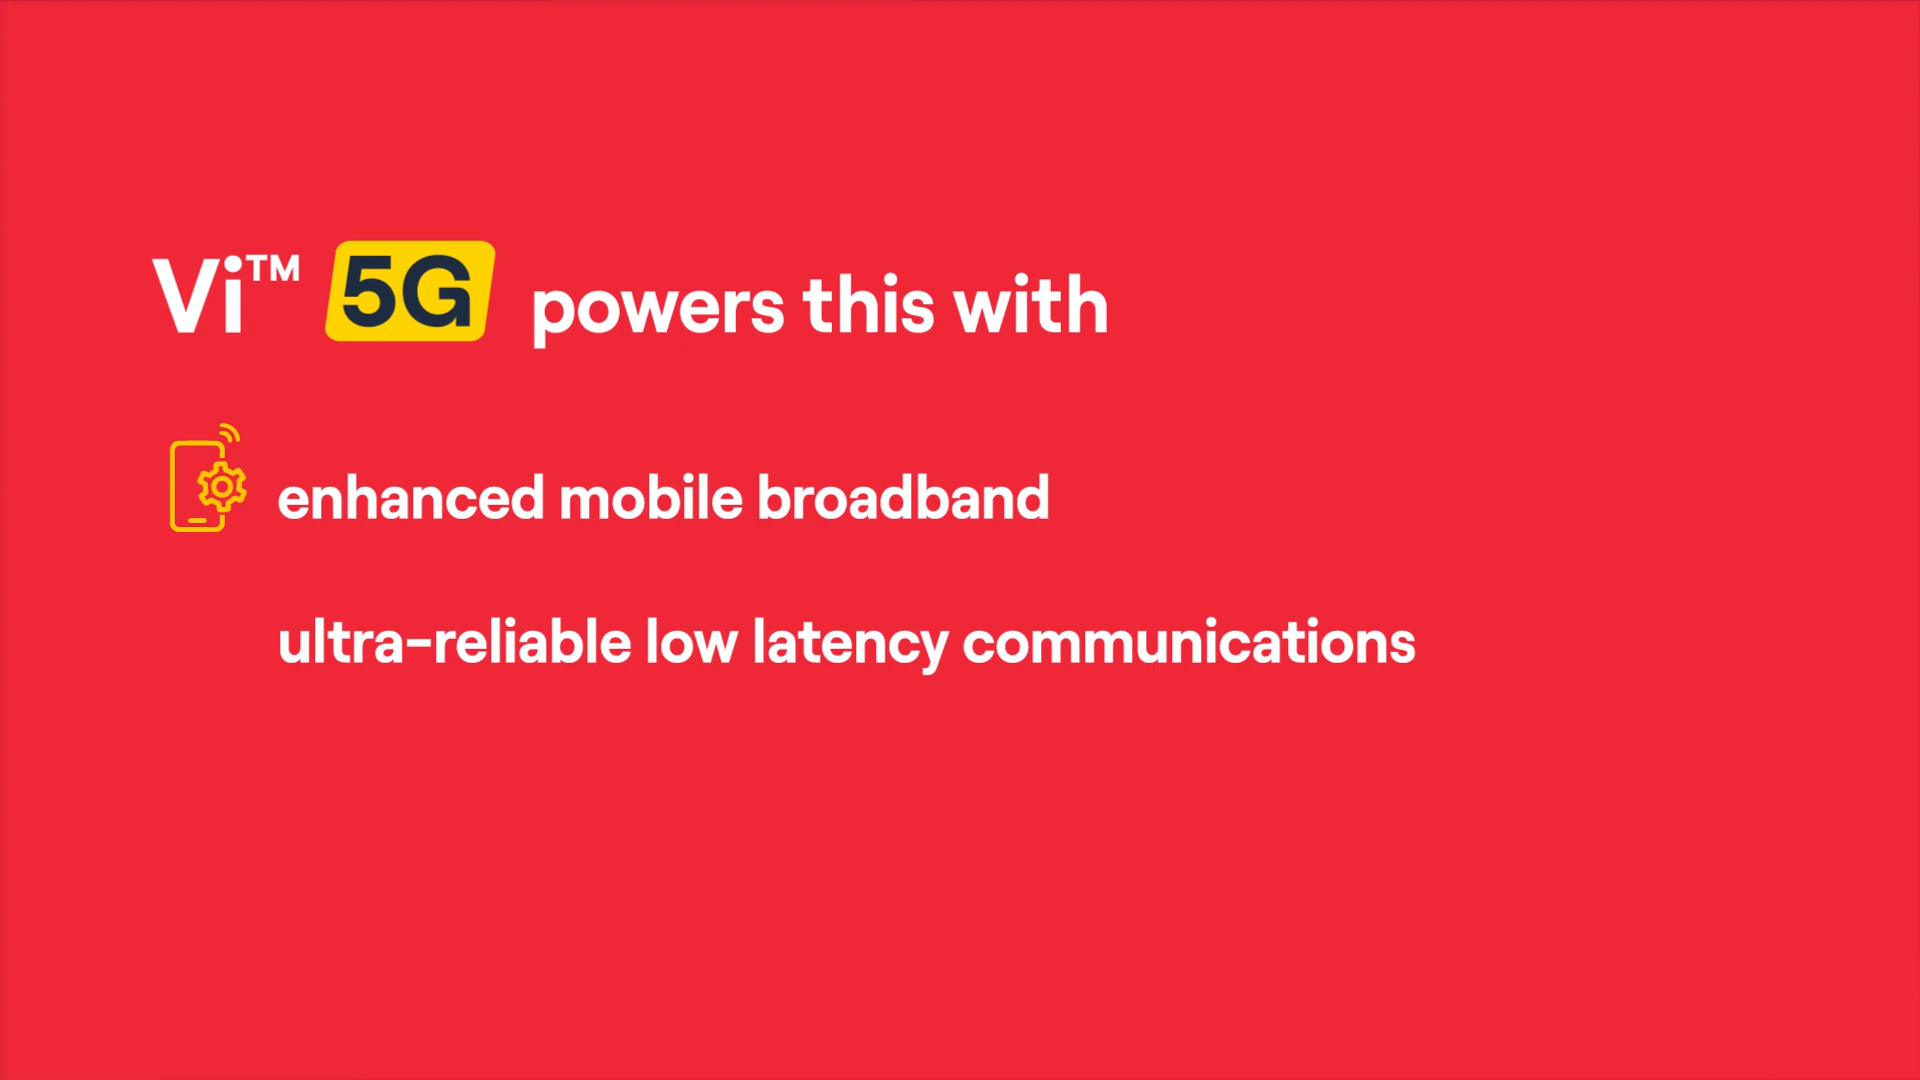 Vi™ 5G powers this with
enhanced mobile broadband
ultra-reliable low latency communications